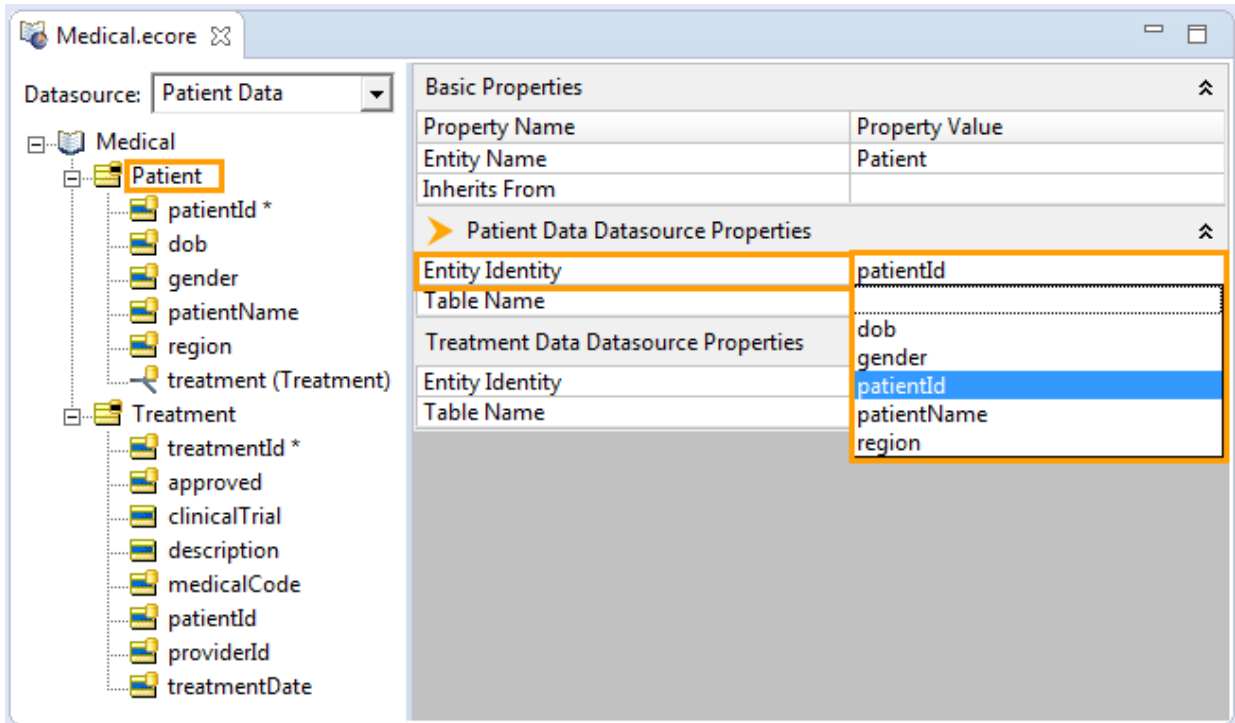 Medical.ecore
Datasource: Patient Data
Medical
Patient
patientId *
dob
gender
patientName
region
treatment (Treatment)
Treatment
treatmentId *
approved
clinicalTrial
description
medicalCode
patientId
providerId
treatmentDate
Basic Properties
Property Name Property Value
Entity Name Patient
Inherits From
Patient Data Datasource Properties
Entity Identity patientId
Table Name
Treatment Data Datasource Properties
Entity Identity
Table Name
dob
gender
patientId
patientName
region